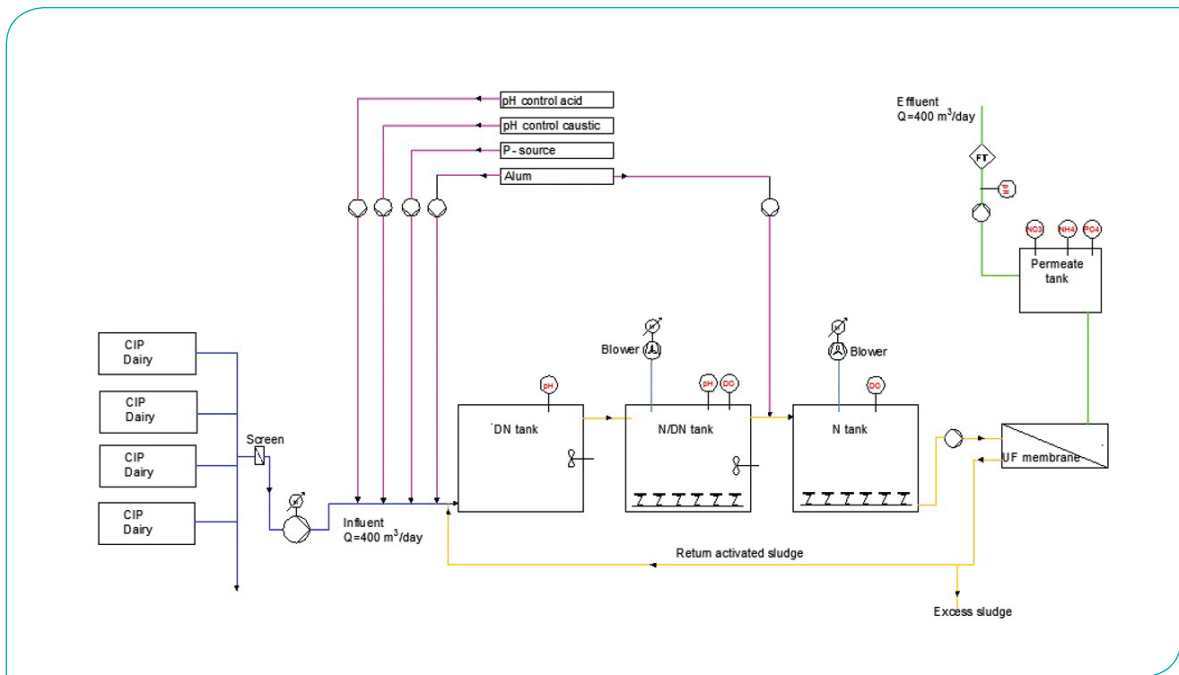 pH control acid
pH control caustic
P - source
Alum
Effluent
Q=400 m³/day
FT
pH
NO3
NH4
PO4
Permeate
tank
M
Blower
M
Blower
CIP
Dairy
CIP
Dairy
CIP
Dairy
CIP
Dairy
Screen
M
Influent
Q=400 m³/day
pH
DN tank
pH
DO
N/DN tank
DO
N tank
UF membrane
Return activated sludge
Excess sludge